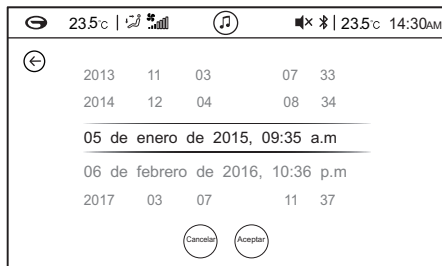 23.5°C | | 23.5°C 14:30AM
2013 11 03 07 33
2014 12 04 08 34
05 de enero de 2015, 09:35 a.m
06 de febrero de 2016, 10:36 p.m
2017 03 07 11 37
Cancelar Aceptar